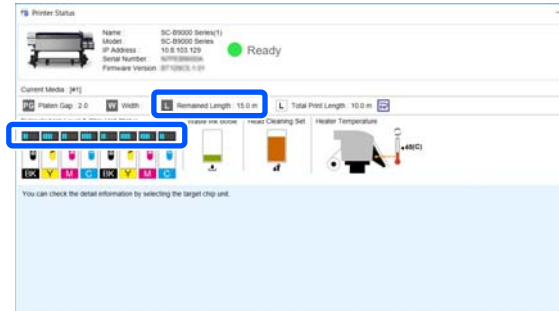 Printer Status
Name : SC-B9000 Series(1)
Model : SC-B9000 Series
IP Address : 10.8.103.129
Serial Number :
Firmware Version :
Ready
Current Media : [#1]
PG Platen Gap : 2.0 W Width : L Remained Length : 15.0 m L Total Print Length : 10.0 m
Waste Ink Bottle Head Cleaning Set Heater Temperature
48(C)
BK Y M C BK Y M C
You can check the detail information by selecting the target chip unit.